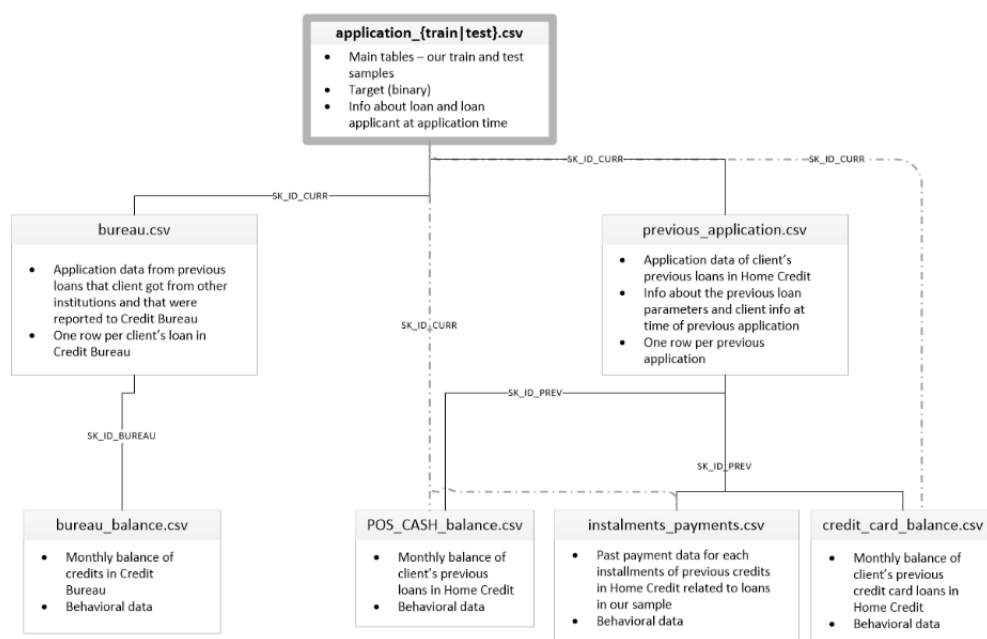 application_{train|test}.csv
• Main tables – our train and test
samples
• Target (binary)
• Info about loan and loan
applicant at application time
SK_ID_CURR
SK_ID_CURR
SK_ID_CURR
bureau.csv
• Application data from previous
loans that client got from other
institutions and that were
reported to Credit Bureau
• One row per client's loan in
Credit Bureau
previous_application.csv
• Application data of client's
previous loans in Home Credit
• Info about the previous loan
parameters and client info at
time of previous application
• One row per previous
application
SK_ID_CURR
SK_ID_PREV
SK_ID_BUREAU
SK_ID_PREV
bureau_balance.csv
• Monthly balance of
credits in Credit
Bureau
• Behavioral data
POS_CASH_balance.csv
• Monthly balance of
client's previous
loans in Home Credit
• Behavioral data
instalments_payments.csv
• Past payment data for each
installments of previous credits
in Home Credit related to loans
in our sample
• Behavioral data
credit_card_balance.csv
• Monthly balance of
client's previous
credit card loans in
Home Credit
• Behavioral data